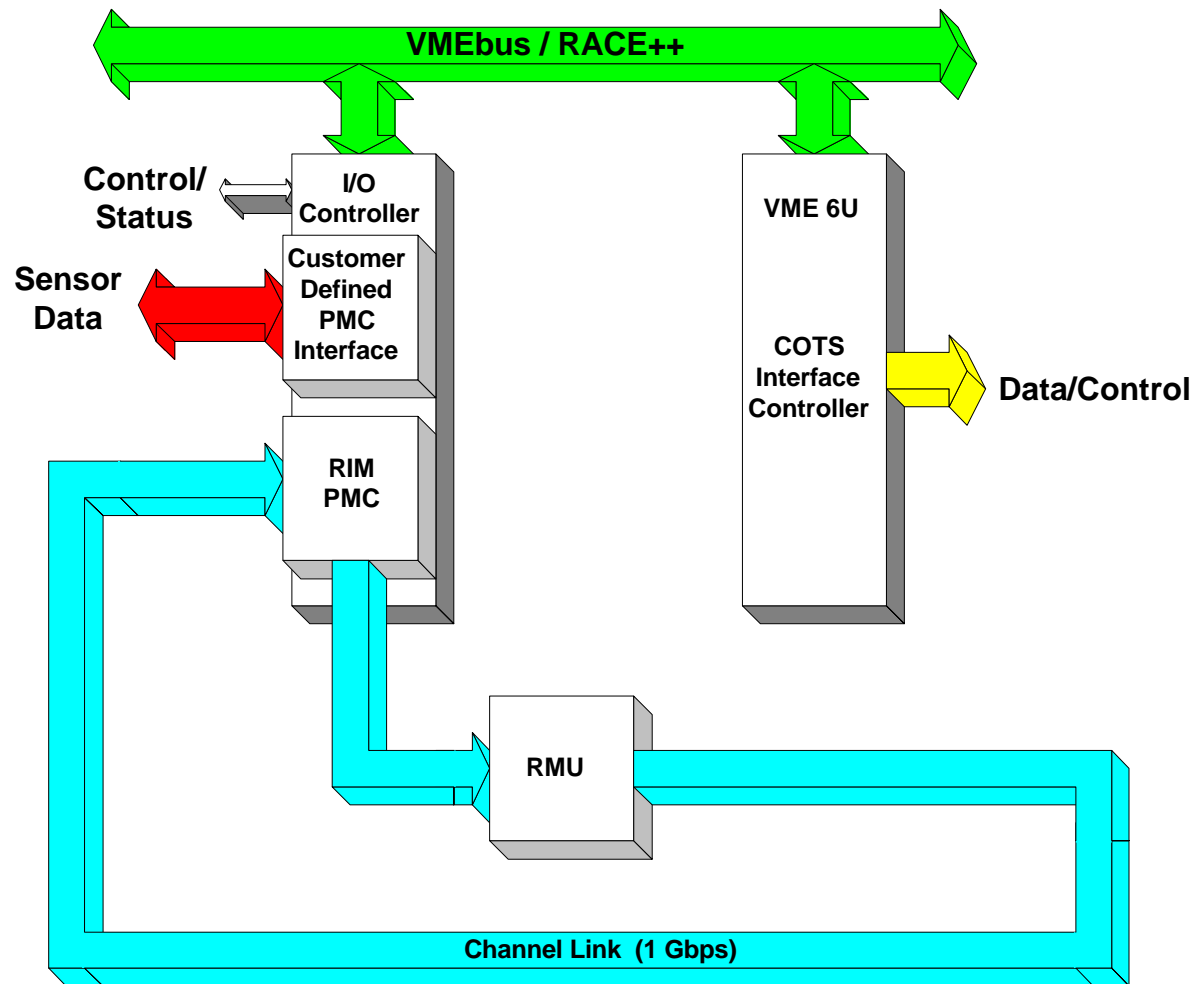 VMEbus / RACE++
Control/
Status
I/O
Controller
VME 6U
Sensor
Data
Customer
Defined
PMC
Interface
COTS
Interface
Controller
Data/Control
RIM
PMC
RMU
Channel Link (1 Gbps)